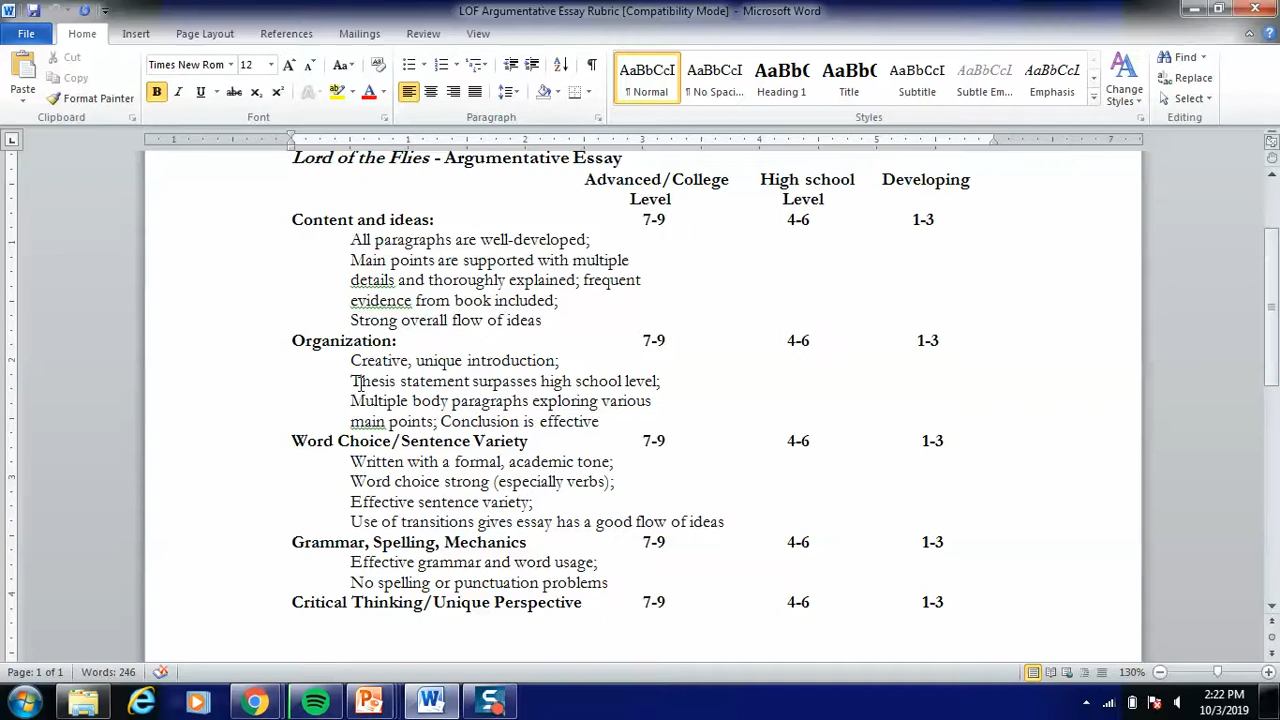 LOF Argumentative Essay Rubric [Compatibility Mode] - Microsoft Word
File Home Insert Page Layout References Mailings Review View
Paste
Cut
Copy
Format Painter
Clipboard
Times New Rom 12
Font
Paragraph
AaBbCcI AaBbCcI AaBbC AaBbC AaBbCcI AaBbCcI AaBbCcI
¶ Normal ¶ No Spaci... Heading 1 Title Subtitle Subtle Em... Emphasis
Change Styles
Styles
Find
Replace
Select
Editing
1 1 2 3 4 5 7
Lord of the Flies - Argumentative Essay
Advanced/College High school Developing
Level Level
Content and ideas: 7-9 4-6 1-3
All paragraphs are well-developed;
Main points are supported with multiple
details and thoroughly explained; frequent
evidence from book included;
Strong overall flow of ideas
Organization: 7-9 4-6 1-3
Creative, unique introduction;
Thesis statement surpasses high school level;
Multiple body paragraphs exploring various
main points; Conclusion is effective
Word Choice/Sentence Variety 7-9 4-6 1-3
Written with a formal, academic tone;
Word choice strong (especially verbs);
Effective sentence variety;
Use of transitions gives essay has a good flow of ideas
Grammar, Spelling, Mechanics 7-9 4-6 1-3
Effective grammar and word usage;
No spelling or punctuation problems
Critical Thinking/Unique Perspective 7-9 4-6 1-3
Page: 1 of 1 Words: 246 130%
2:22 PM
10/3/2019